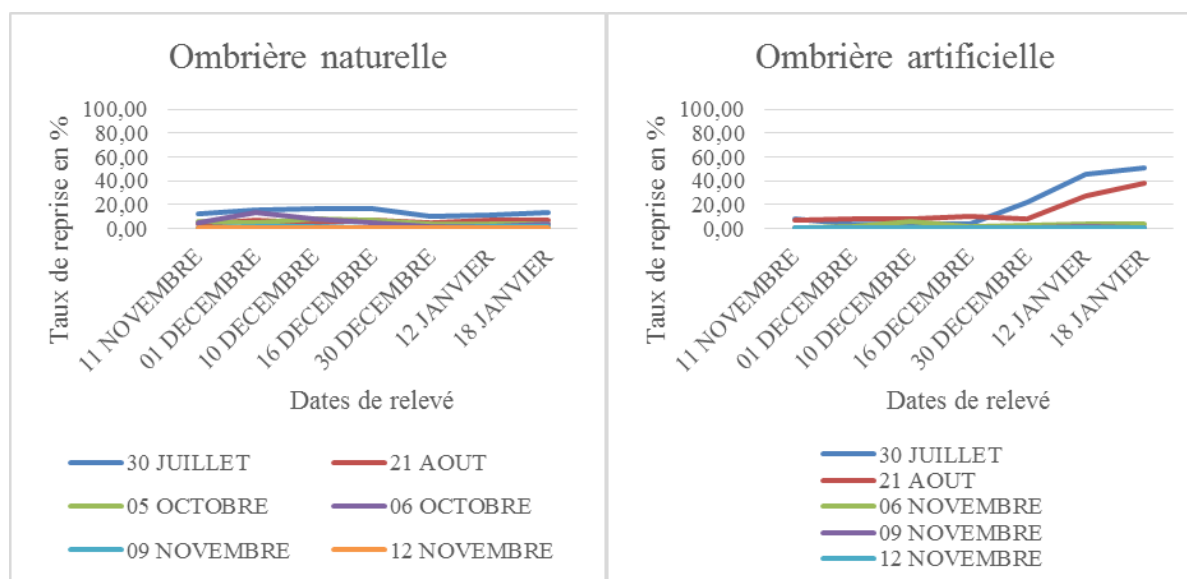 Ombrière naturelle
Taux de reprise en %
100,00
80,00
60,00
40,00
20,00
0,00
11 NOVEMBRE
01 DECEMBRE
10 DECEMBRE
16 DECEMBRE
30 DECEMBRE
12 JANVIER
18 JANVIER
Dates de relevé
30 JUILLET
21 AOUT
05 OCTOBRE
06 OCTOBRE
09 NOVEMBRE
12 NOVEMBRE
Ombrière artificielle
Taux de reprise en %
100,00
80,00
60,00
40,00
20,00
0,00
11 NOVEMBRE
01 DECEMBRE
10 DECEMBRE
16 DECEMBRE
30 DECEMBRE
12 JANVIER
18 JANVIER
Dates de relevé
30 JUILLET
21 AOUT
06 NOVEMBRE
09 NOVEMBRE
12 NOVEMBRE